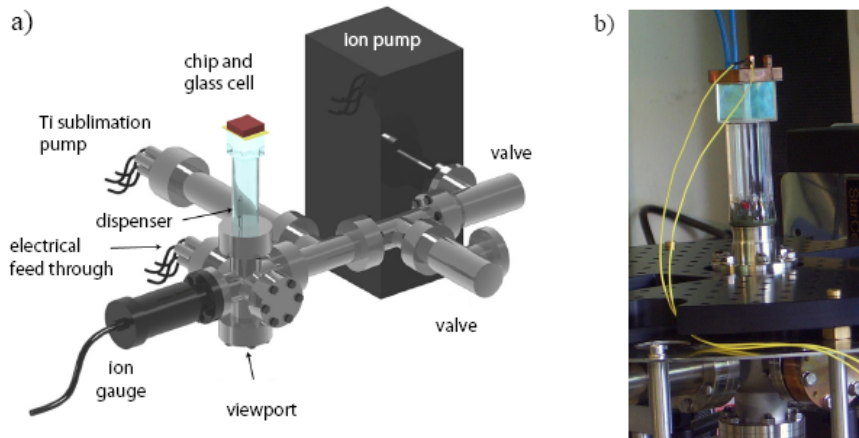 a)
b)
ion pump
chip and
glass cell
Ti sublimation
pump
valve
dispenser
electrical
feed through
valve
ion
gauge
viewport